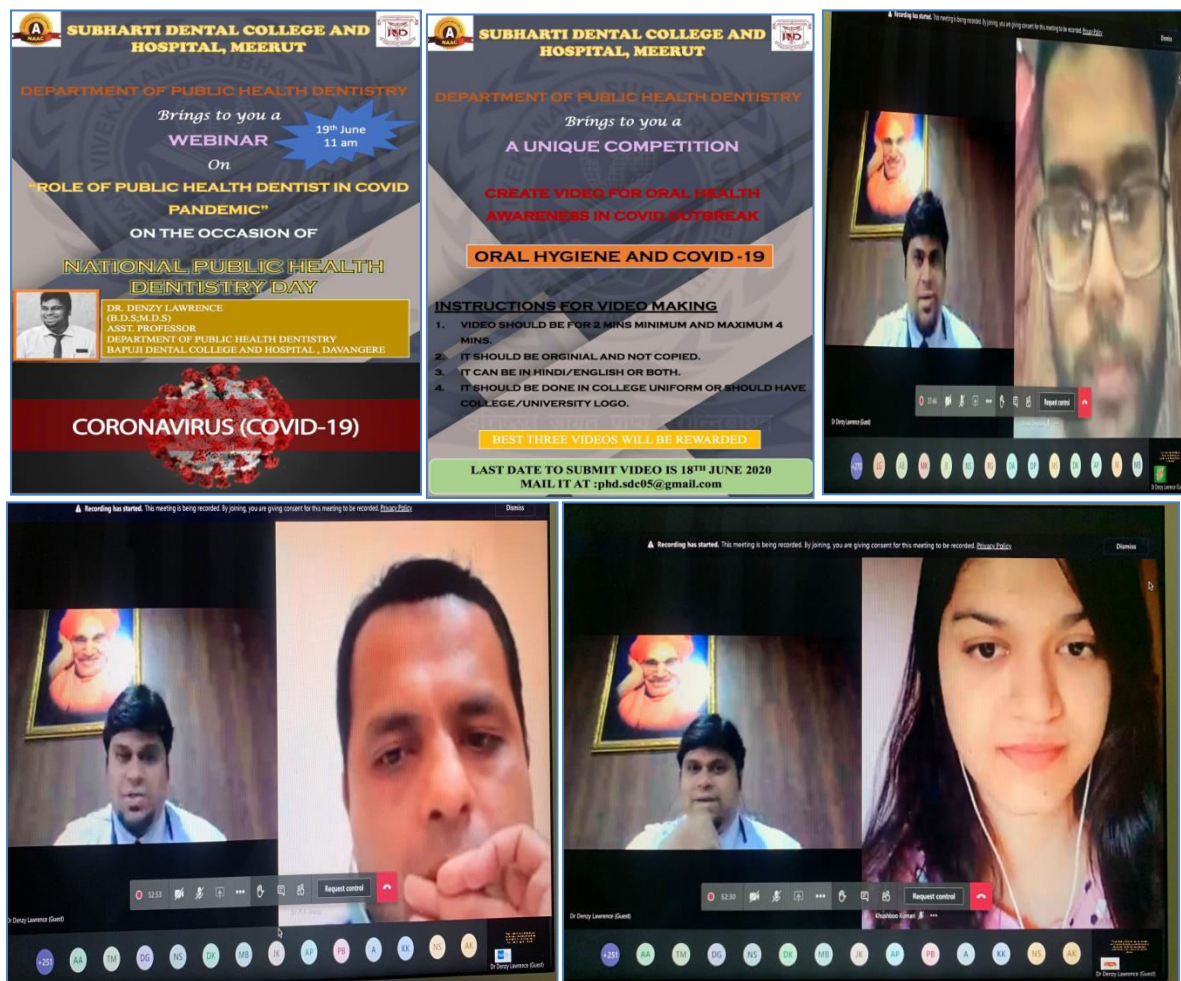 A
NAAC
SUBHARTI DENTAL COLLEGE AND
HOSPITAL, MEERUT
DEPARTMENT OF PUBLIC HEALTH DENTISTRY
Brings to you a
WEBINAR
19th June
11 am
On
"ROLE OF PUBLIC HEALTH DENTIST IN COVID
PANDEMIC"
ON THE OCCASION OF
NATIONAL PUBLIC HEALTH
DENTISTRY DAY
DR. DENZY LAWRENCE
(B.D.S;M.D.S)
ASST. PROFESSOR
DEPARTMENT OF PUBLIC HEALTH DENTISTRY
BAPUJI DENTAL COLLEGE AND HOSPITAL , DAVANGERE
CORONAVIRUS (COVID-19)
A
NAAC
SUBHARTI DENTAL COLLEGE AND
HOSPITAL, MEERUT
DEPARTMENT OF PUBLIC HEALTH DENTISTRY
Brings to you a
A UNIQUE COMPETITION
CREATE VIDEO FOR ORAL HEALTH
AWARENESS IN COVID OUTBREAK
ORAL HYGIENE AND COVID -19
INSTRUCTIONS FOR VIDEO MAKING
1. VIDEO SHOULD BE FOR 2 MINS MINIMUM AND MAXIMUM 4
MINS.
2. IT SHOULD BE ORGINIAL AND NOT COPIED.
3. IT CAN BE IN HINDI/ENGLISH OR BOTH.
4. IT SHOULD BE DONE IN COLLEGE UNIFORM OR SHOULD HAVE
COLLEGE/UNIVERSITY LOGO.
BEST THREE VIDEOS WILL BE REWARDED
LAST DATE TO SUBMIT VIDEO IS 18TH JUNE 2020
MAIL IT AT :phd.sdc05@gmail.com
Recording has started. This meeting is being recorded. By joining, you are giving consent for this meeting to be recorded. Privacy Policy
Dismiss
Request control
Dr Denzy Lawrence (Guest)
+270 LG AB MK NS RG DA DP NS DK AP M MB
Recording has started. This meeting is being recorded. By joining, you are giving consent for this meeting to be recorded. Privacy Policy Dismiss
52:53 Request control
Dr Denzy Lawrence (Guest)
+251 AA TM DG NS DK MB JK AP PB A KK NS AK
Dr Denzy Lawrence (Guest)
Recording has started. This meeting is being recorded. By joining, you are giving consent for this meeting to be recorded. Privacy Policy Dismiss
52:30 Request control
Dr Denzy Lawrence (Guest)
Khushboo Kumari
+251 AA TM DG NS DK MB JK AP PB A KK NS AK
Dr Denzy Lawrence (Guest)